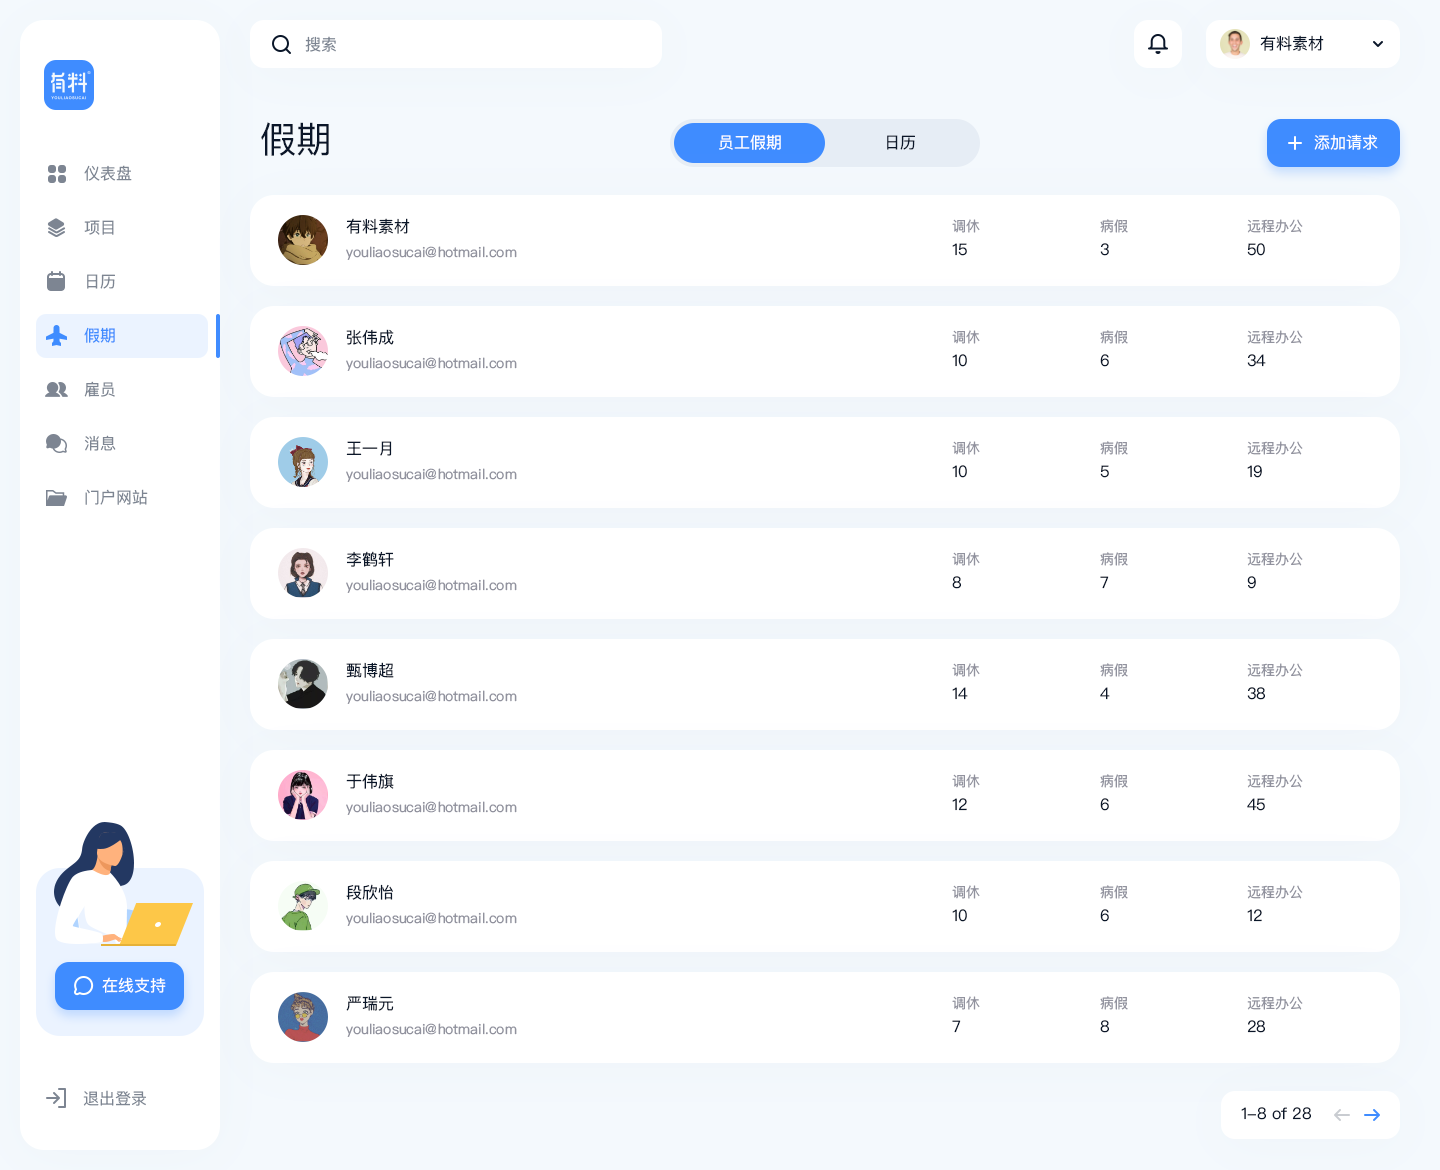 有料
YOULIAOSUCAI
搜索
有料素材
仪表盘
项目
日历
假期
雇员
消息
门户网站
在线支持
退出登录
假期
员工假期
日历
添加请求
有料素材
youliaosucai@hotmail.com
调休
15
病假
3
远程办公
50
张伟成
youliaosucai@hotmail.com
调休
10
病假
6
远程办公
34
王一月
youliaosucai@hotmail.com
调休
10
病假
5
远程办公
19
李鹤轩
youliaosucai@hotmail.com
调休
8
病假
7
远程办公
9
甄博超
youliaosucai@hotmail.com
调休
14
病假
4
远程办公
38
于伟旗
youliaosucai@hotmail.com
调休
12
病假
6
远程办公
45
段欣怡
youliaosucai@hotmail.com
调休
10
病假
6
远程办公
12
严瑞元
youliaosucai@hotmail.com
调休
7
病假
8
远程办公
28
1–8 of 28